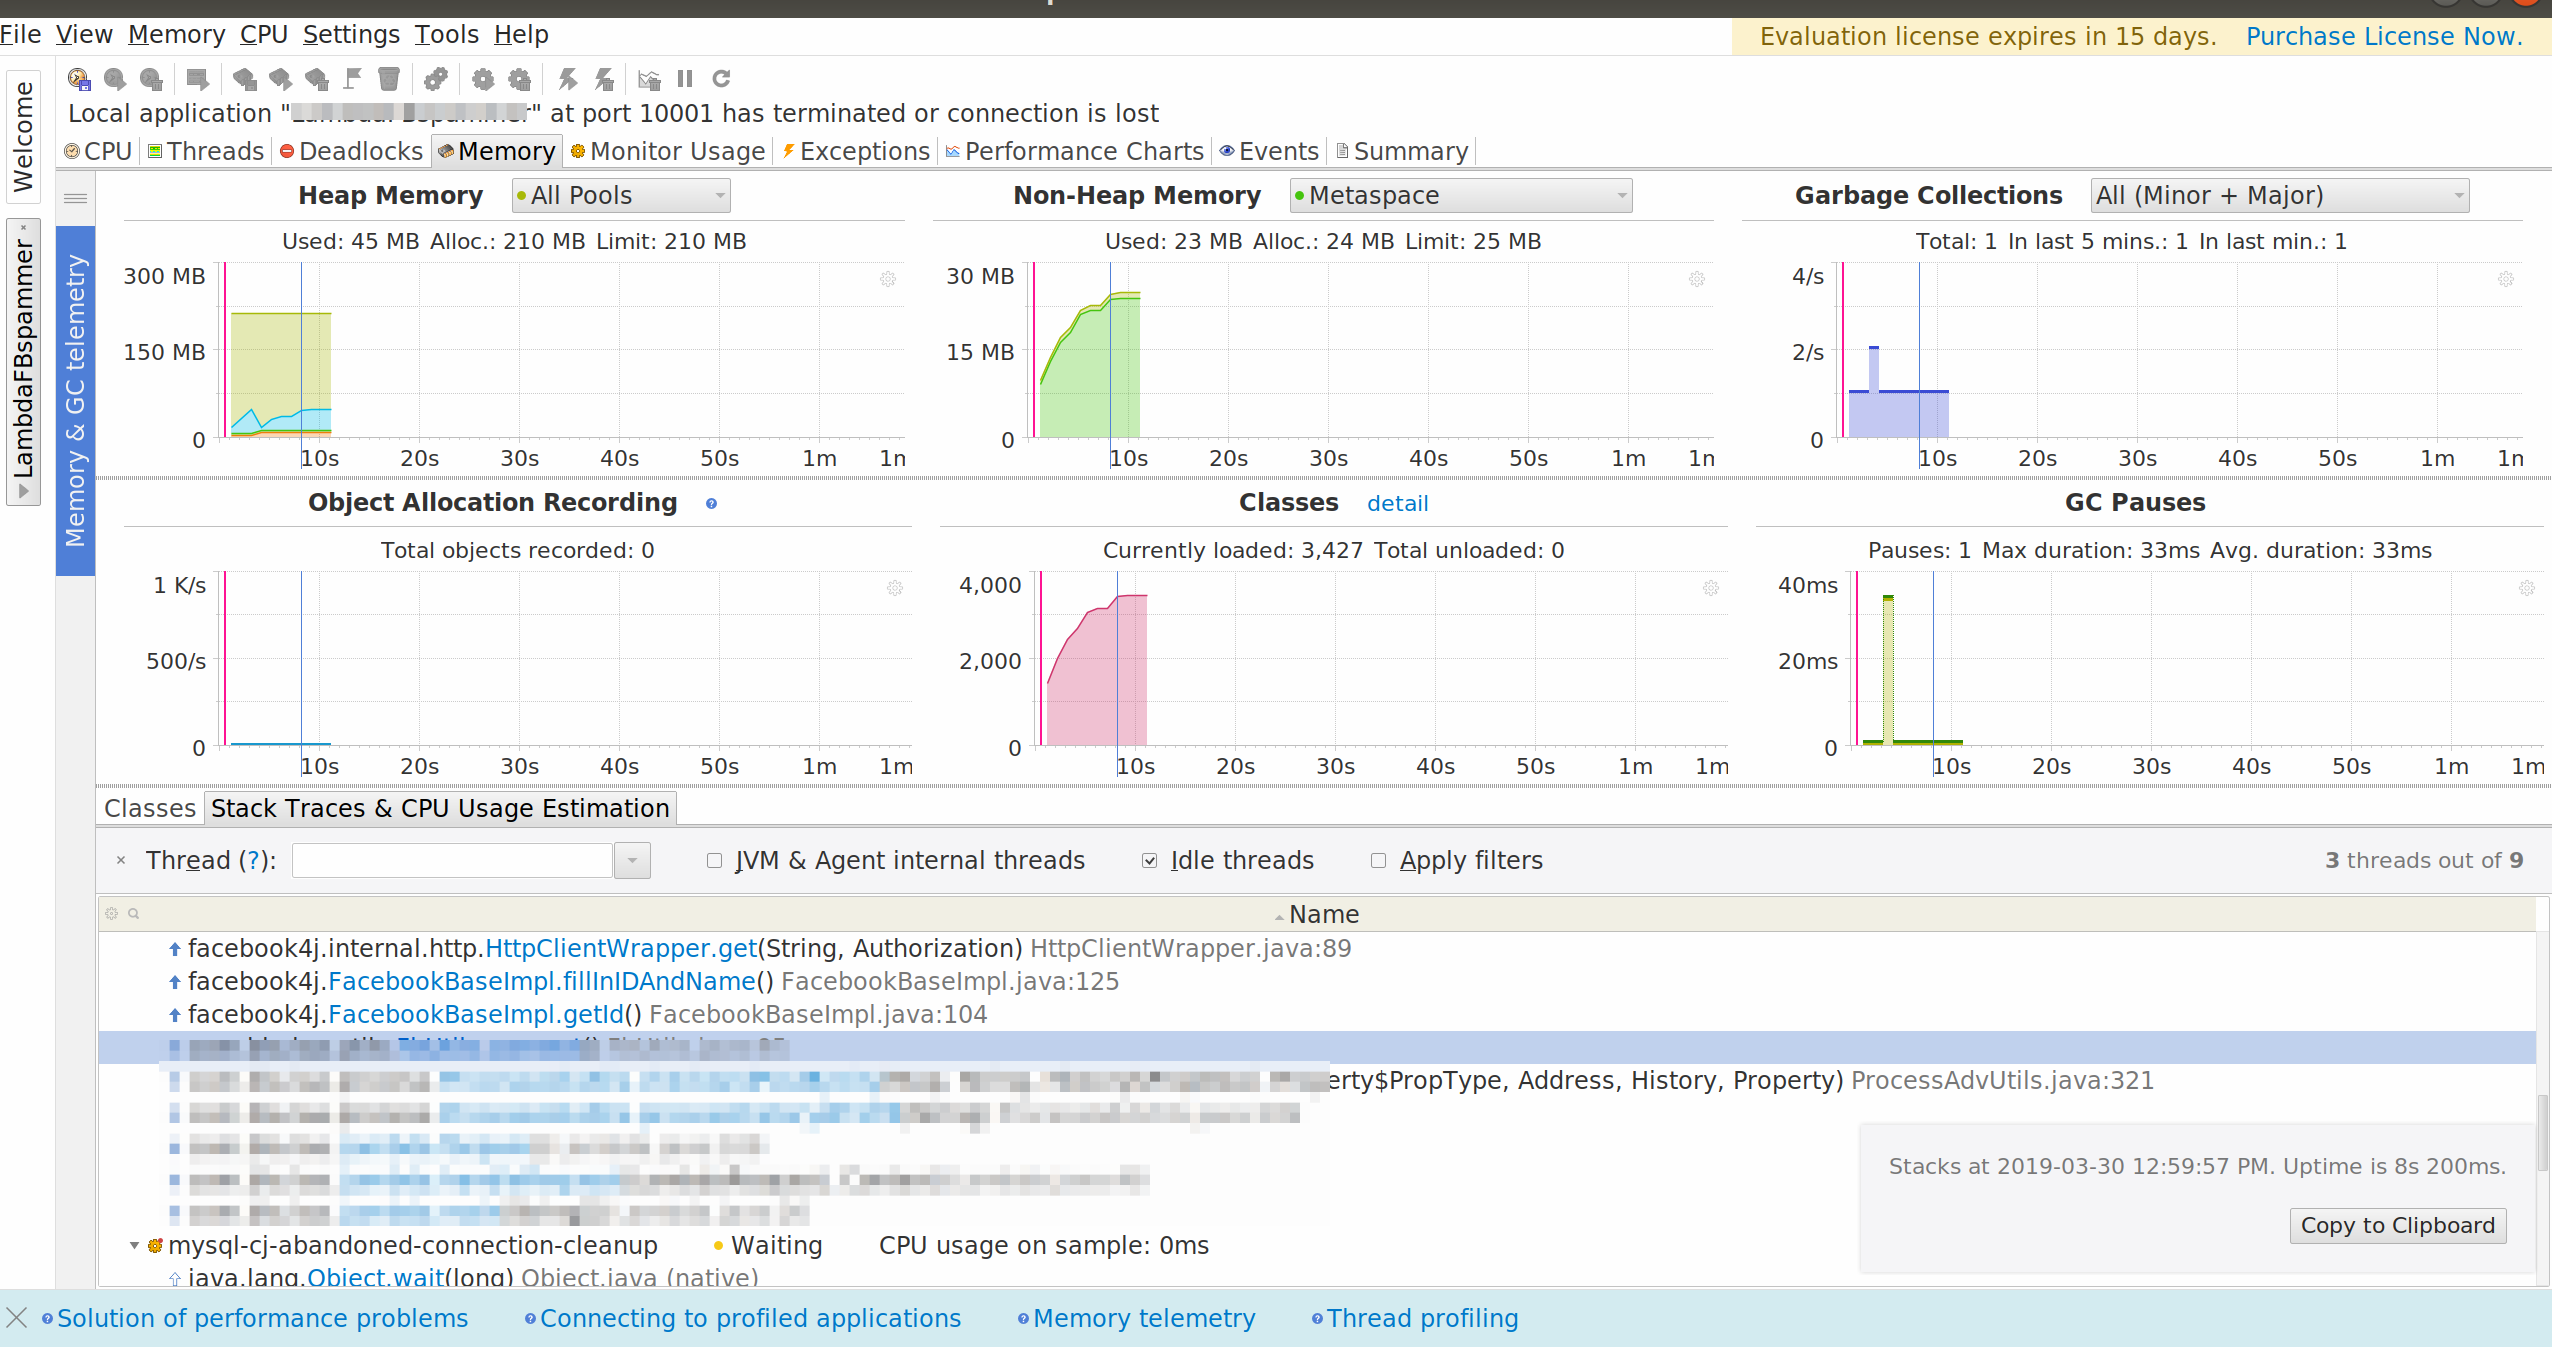 File View Memory CPU Settings Tools Help
Evaluation license expires in 15 days. Purchase License Now.
Welcome
LambdaFBspammer
Local application " r" at port 10001 has terminated or connection is lost
CPU Threads Deadlocks Memory Monitor Usage Exceptions Performance Charts Events Summary
Memory & GC telemetry
Heap Memory All Pools
Used: 45 MB Alloc.: 210 MB Limit: 210 MB
300 MB
150 MB
0
10s 20s 30s 40s 50s 1m 1m
Non-Heap Memory Metaspace
Used: 23 MB Alloc.: 24 MB Limit: 25 MB
30 MB
15 MB
0
10s 20s 30s 40s 50s 1m 1m
Garbage Collections All (Minor + Major)
Total: 1 In last 5 mins.: 1 In last min.: 1
4/s
2/s
0
10s 20s 30s 40s 50s 1m 1m
Object Allocation Recording ?
Total objects recorded: 0
1 K/s
500/s
0
10s 20s 30s 40s 50s 1m 1m
Classes detail
Currently loaded: 3,427 Total unloaded: 0
4,000
2,000
0
10s 20s 30s 40s 50s 1m 1m
GC Pauses
Pauses: 1 Max duration: 33ms Avg. duration: 33ms
40ms
20ms
0
10s 20s 30s 40s 50s 1m 1m
Classes Stack Traces & CPU Usage Estimation
Thread (?): JVM & Agent internal threads Idle threads Apply filters 3 threads out of 9
Name
facebook4j.internal.http.HttpClientWrapper.get(String, Authorization) HttpClientWrapper.java:89
facebook4j.FacebookBaseImpl.fillInIDAndName() FacebookBaseImpl.java:125
facebook4j.FacebookBaseImpl.getId() FacebookBaseImpl.java:104
erty$PropType, Address, History, Property) ProcessAdvUtils.java:321
Stacks at 2019-03-30 12:59:57 PM. Uptime is 8s 200ms.
Copy to Clipboard
mysql-cj-abandoned-connection-cleanup Waiting CPU usage on sample: 0ms
java.lang.Object.wait(long) Object.java (native)
Solution of performance problems Connecting to profiled applications Memory telemetry Thread profiling